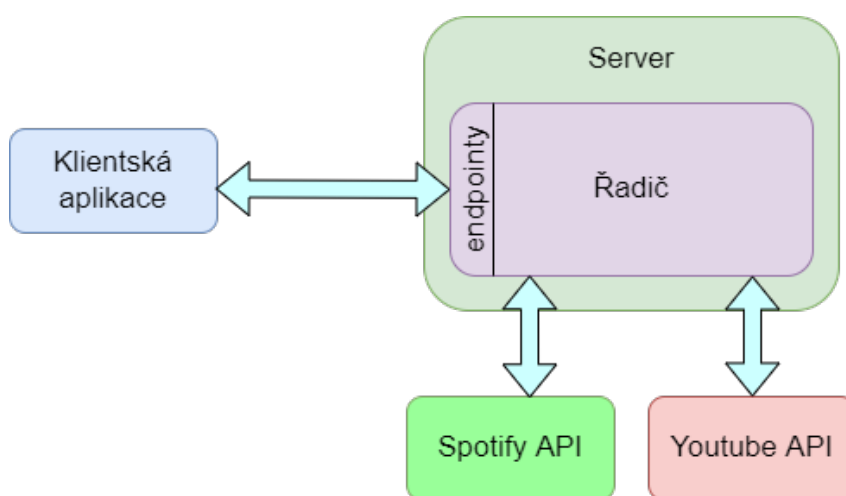 Server
Klientská
aplikace
endpointy
Řadič
Spotify API
Youtube API